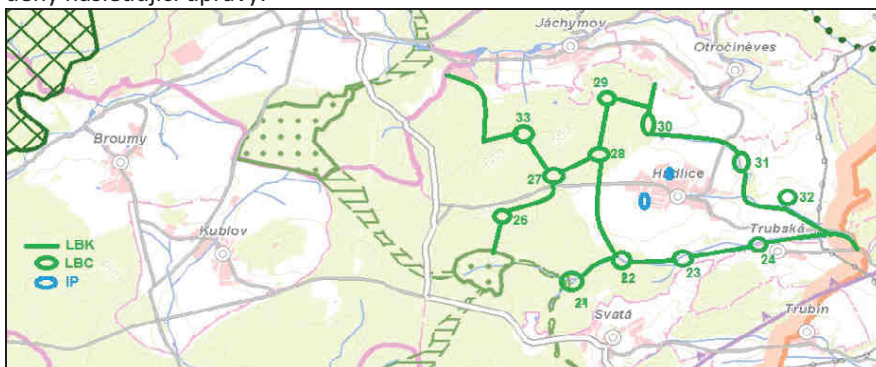 Jáchymov
Otročiněves
29
30
33
Broumy
28
31
27
Hudlice
32
26
Kublov
Trubská
LBK
LBC
IP
24
22
23
21
Svatá
Trubín